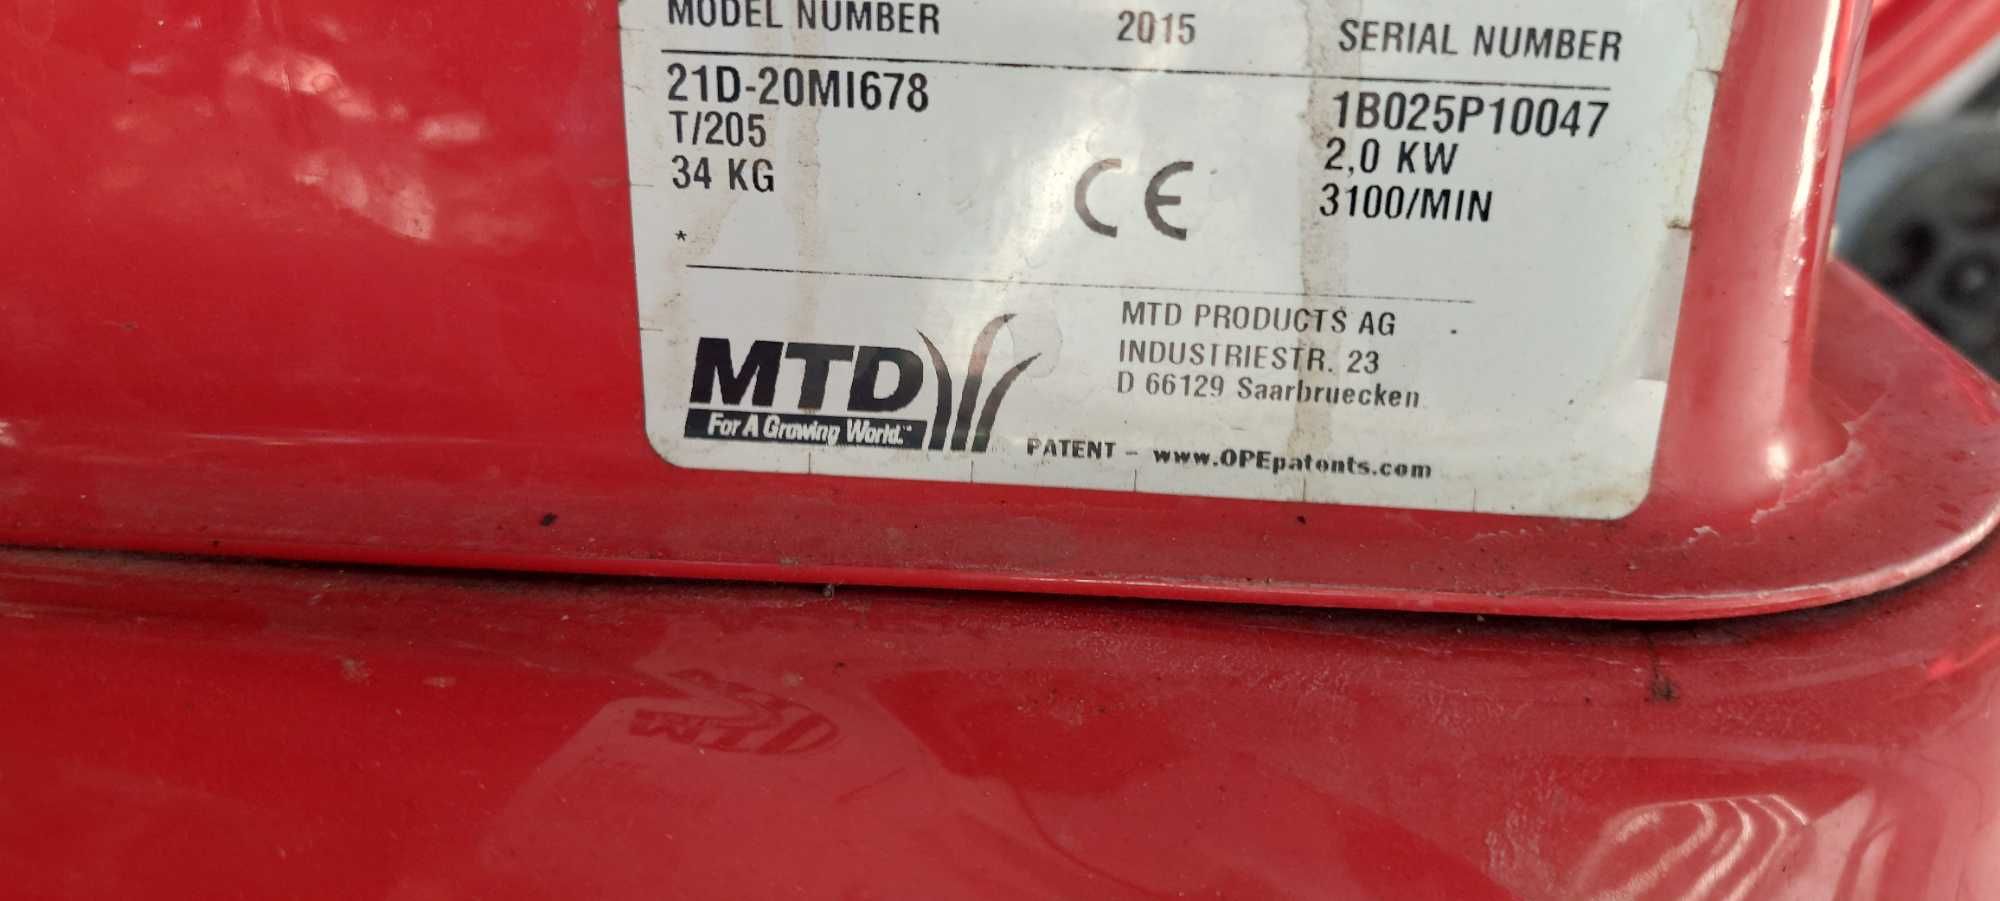 MODEL NUMBER 2015 SERIAL NUMBER
21D-20MI678 1B025P10047
T/205 2,0 KW
34 KG CE 3100/MIN
*
MTD PRODUCTS AG
INDUSTRIESTR. 23
D 66129 Saarbruecken
MTD
For A Growing World.™
PATENT - www.OPEpatents.com